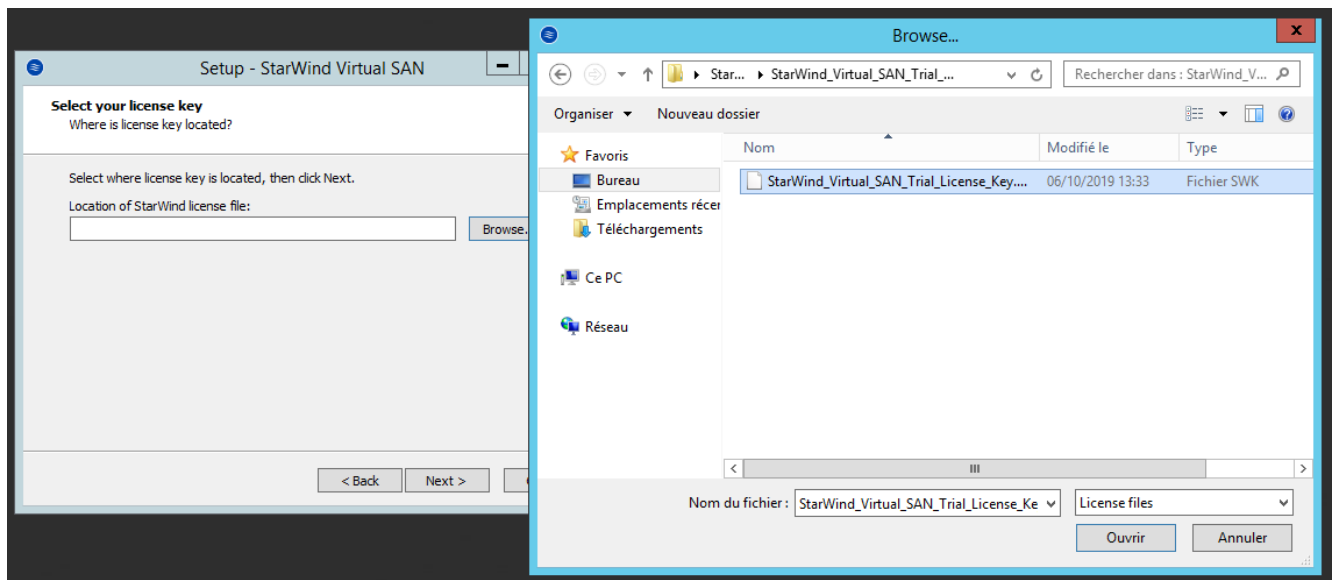 Setup - StarWind Virtual SAN
Select your license key
Where is license key located?
Select where license key is located, then click Next.
Location of StarWind license file:
Browse.
< Back
Next >
Browse...
Star...
StarWind_Virtual_SAN_Trial_...
Rechercher dans : StarWind_V...
Organiser
Nouveau dossier
Favoris
Bureau
Emplacements récer
Téléchargements
Ce PC
Réseau
Nom
Modifié le
Type
StarWind_Virtual_SAN_Trial_License_Key....
06/10/2019 13:33
Fichier SWK
Nom du fichier :
StarWind_Virtual_SAN_Trial_License_Ke
License files
Ouvrir
Annuler